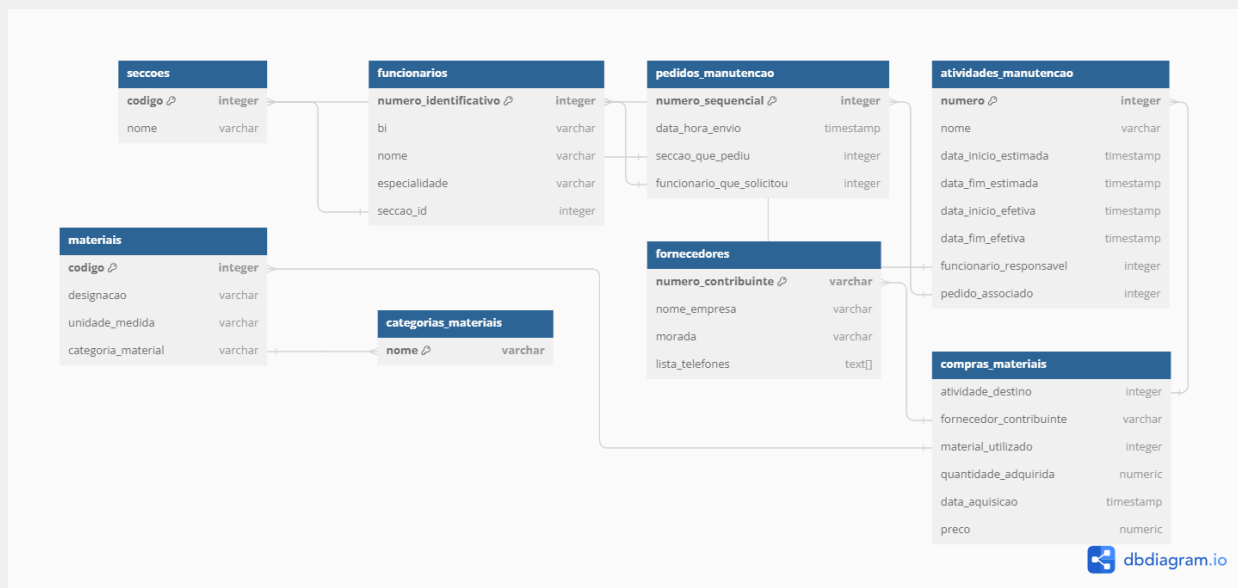 seccoes
codigo integer
nome varchar
funcionarios
numero_identificativo integer
bi varchar
nome varchar
especialidade varchar
seccao_id integer
pedidos_manutencao
numero_sequencial integer
data_hora_envio timestamp
seccao_que_pediu integer
funcionario_que_solicitou integer
atividades_manutencao
numero integer
nome varchar
data_inicio_estimada timestamp
data_fim_estimada timestamp
data_inicio_efetiva timestamp
data_fim_efetiva timestamp
funcionario_responsavel integer
pedido_associado integer
materiais
codigo integer
designacao varchar
unidade_medida varchar
categoria_material varchar
categorias_materiais
nome varchar
fornecedores
numero_contribuinte varchar
nome_empresa varchar
morada varchar
lista_telefones text[]
compras_materiais
atividade_destino integer
fornecedor_contribuinte varchar
material_utilizado integer
quantidade_adquirida numeric
data_aquisicao timestamp
preco numeric
dbdiagram.io